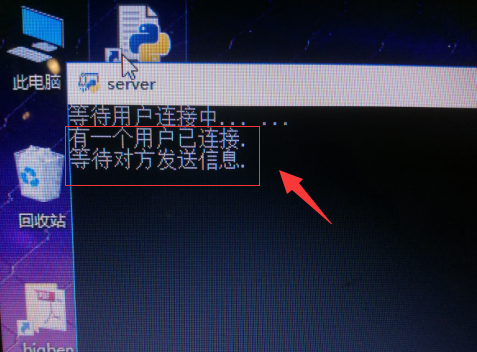 此电脑
server
等待用户连接中... ...
有一个用户已连接.
等待对方发送信息.
回收站
bigben